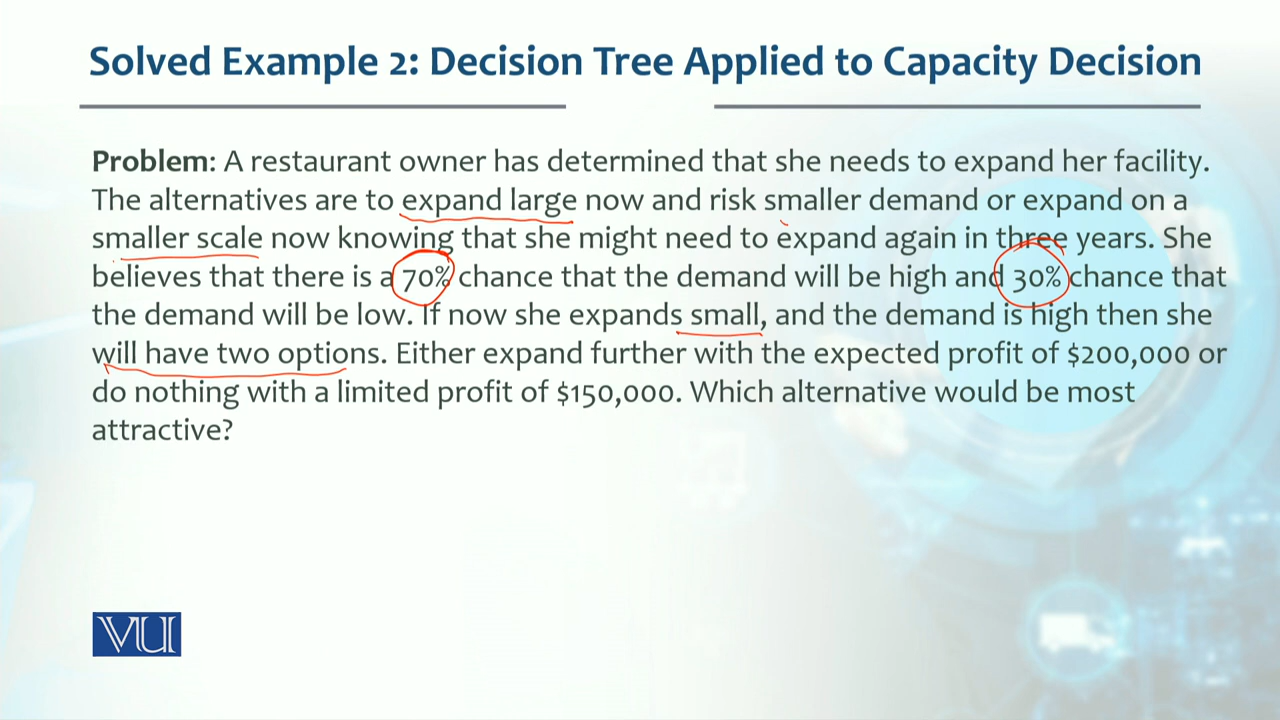 Solved Example 2: Decision Tree Applied to Capacity Decision
Problem: A restaurant owner has determined that she needs to expand her facility.
The alternatives are to expand large now and risk smaller demand or expand on a
smaller scale now knowing that she might need to expand again in three years. She
believes that there is a 70% chance that the demand will be high and 30% chance that
the demand will be low. If now she expands small, and the demand is high then she
will have two options. Either expand further with the expected profit of $200,000 or
do nothing with a limited profit of $150,000. Which alternative would be most
attractive?
VU